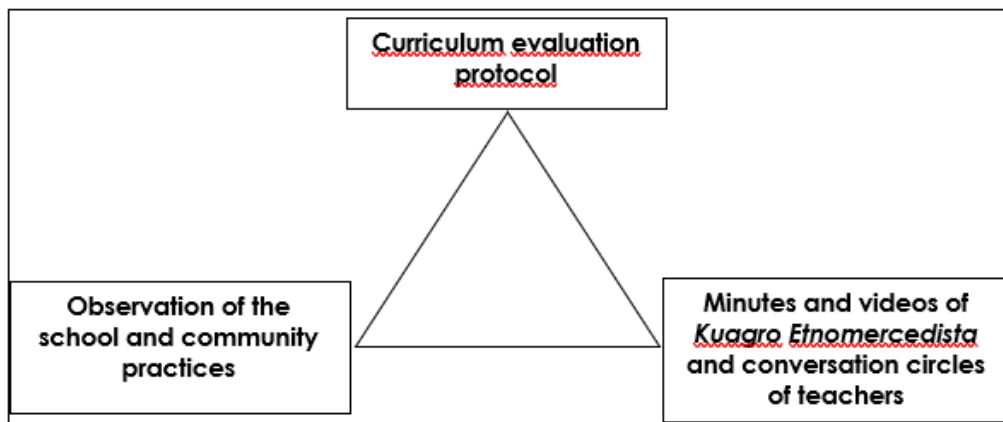 Curriculum evaluation
protocol
Observation of the
school and community
practices
Minutes and videos of
Kuagro Etnomercedista
and conversation circles
of teachers